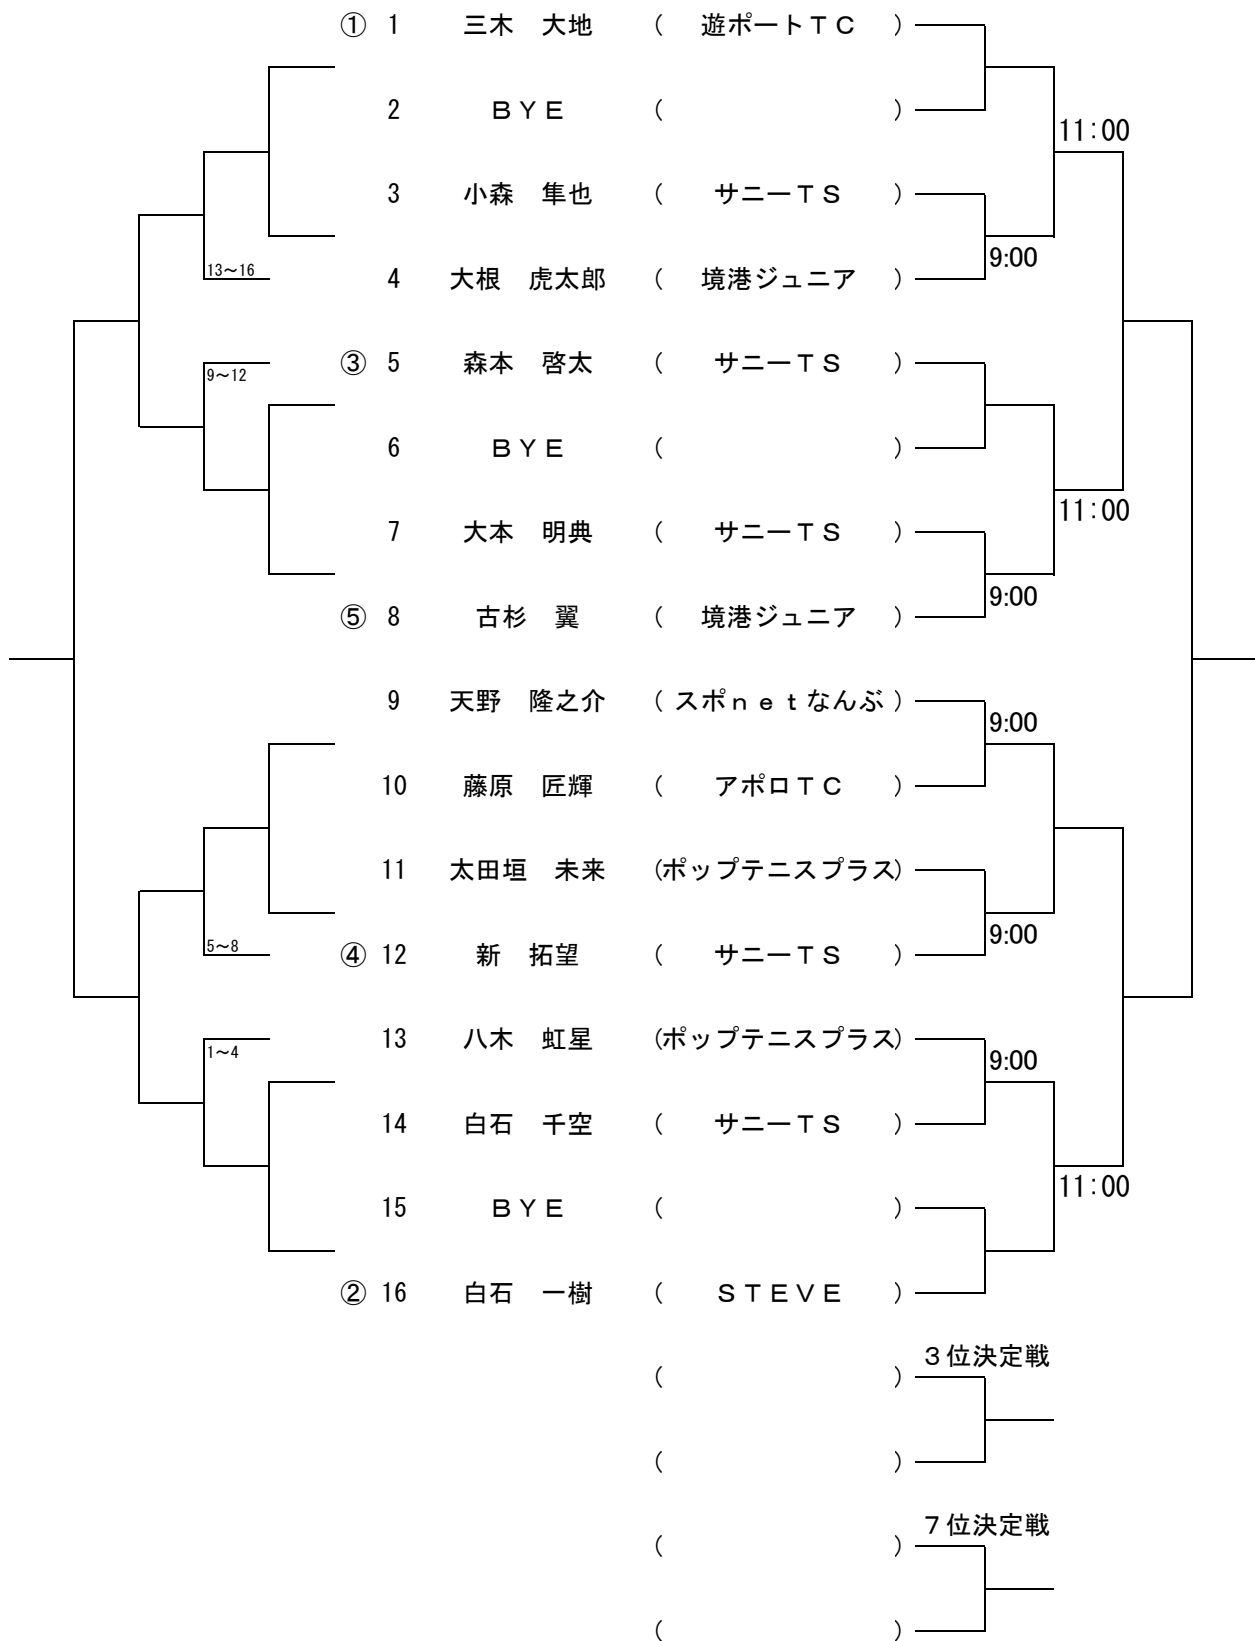 ① 1 三木　大地 ( 遊ポートＴＣ )
2 ＢＹＥ ( )
11:00
3 小森　隼也 ( サニーＴＳ )
9:00
13～16 4 大根　虎太郎 ( 境港ジュニア )
③ 5 森本　啓太 ( サニーＴＳ )
9～12
6 ＢＹＥ ( )
11:00
7 大本　明典 ( サニーＴＳ )
9:00
⑤ 8 古杉　翼 ( 境港ジュニア )
9 天野　隆之介 ( スポｎｅｔなんぶ )
9:00
10 藤原　匠輝 ( アポロＴＣ )
11 太田垣　未来 (ポップテニスプラス)
9:00
5～8 ④ 12 新　拓望 ( サニーＴＳ )
13 八木　虹星 (ポップテニスプラス)
1～4 9:00
14 白石　千空 ( サニーＴＳ )
11:00
15 ＢＹＥ ( )
② 16 白石　一樹 ( ＳＴＥＶＥ )
３位決定戦
( )
( )
７位決定戦
( )
( )